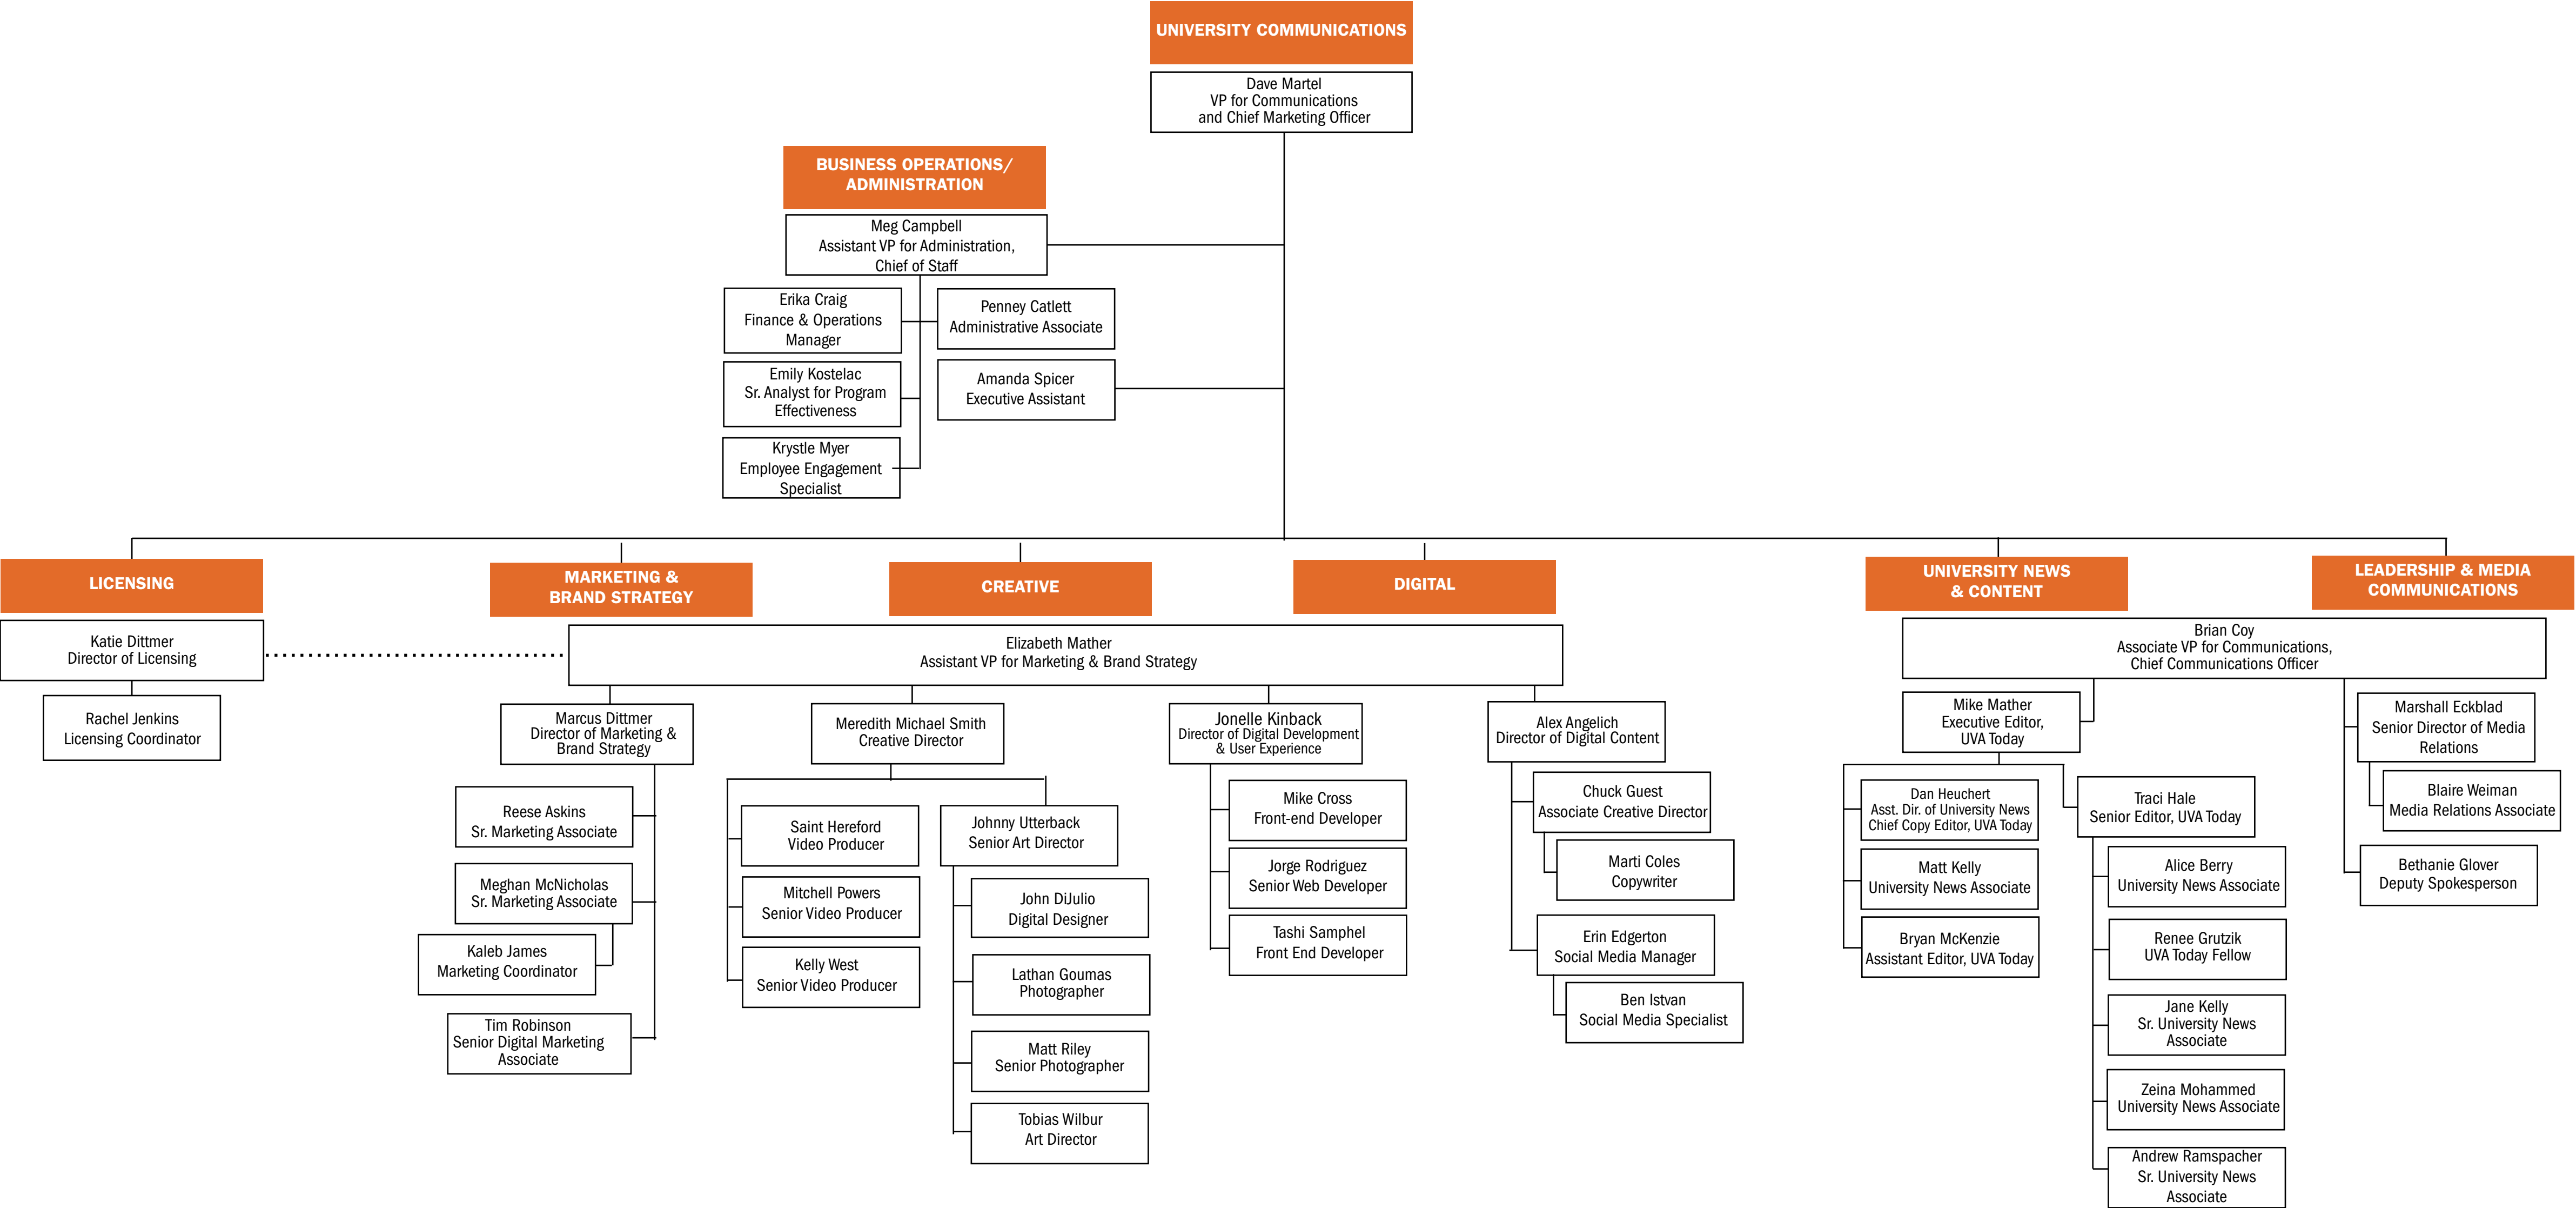 UNIVERSITY COMMUNICATIONS
Dave Martel
VP for Communications
and Chief Marketing Officer
BUSINESS OPERATIONS/
ADMINISTRATION
Meg Campbell
Assistant VP for Administration,
Chief of Staff
Erika Craig
Finance & Operations
Manager
Penney Catlett
Administrative Associate
Emily Kostelac
Sr. Analyst for Program
Effectiveness
Amanda Spicer
Executive Assistant
Krystle Myer
Employee Engagement
Specialist
LICENSING
Katie Dittmer
Director of Licensing
Rachel Jenkins
Licensing Coordinator
MARKETING &
BRAND STRATEGY
CREATIVE
DIGITAL
Elizabeth Mather
Assistant VP for Marketing & Brand Strategy
Marcus Dittmer
Director of Marketing &
Brand Strategy
Reese Askins
Sr. Marketing Associate
Meghan McNicholas
Sr. Marketing Associate
Kaleb James
Marketing Coordinator
Tim Robinson
Senior Digital Marketing
Associate
Meredith Michael Smith
Creative Director
Saint Hereford
Video Producer
Mitchell Powers
Senior Video Producer
Kelly West
Senior Video Producer
Johnny Utterback
Senior Art Director
John DiJulio
Digital Designer
Lathan Goumas
Photographer
Matt Riley
Senior Photographer
Tobias Wilbur
Art Director
Jonelle Kinback
Director of Digital Development
& User Experience
Mike Cross
Front-end Developer
Jorge Rodriguez
Senior Web Developer
Tashi Samphel
Front End Developer
Alex Angelich
Director of Digital Content
Chuck Guest
Associate Creative Director
Marti Coles
Copywriter
Erin Edgerton
Social Media Manager
Ben Istvan
Social Media Specialist
UNIVERSITY NEWS
& CONTENT
LEADERSHIP & MEDIA
COMMUNICATIONS
Brian Coy
Associate VP for Communications,
Chief Communications Officer
Mike Mather
Executive Editor,
UVA Today
Dan Heuchert
Asst. Dir. of University News
Chief Copy Editor, UVA Today
Matt Kelly
University News Associate
Bryan McKenzie
Assistant Editor, UVA Today
Traci Hale
Senior Editor, UVA Today
Alice Berry
University News Associate
Renee Grutzik
UVA Today Fellow
Jane Kelly
Sr. University News
Associate
Zeina Mohammed
University News Associate
Andrew Ramspacher
Sr. University News
Associate
Marshall Eckblad
Senior Director of Media
Relations
Blaire Weiman
Media Relations Associate
Bethanie Glover
Deputy Spokesperson